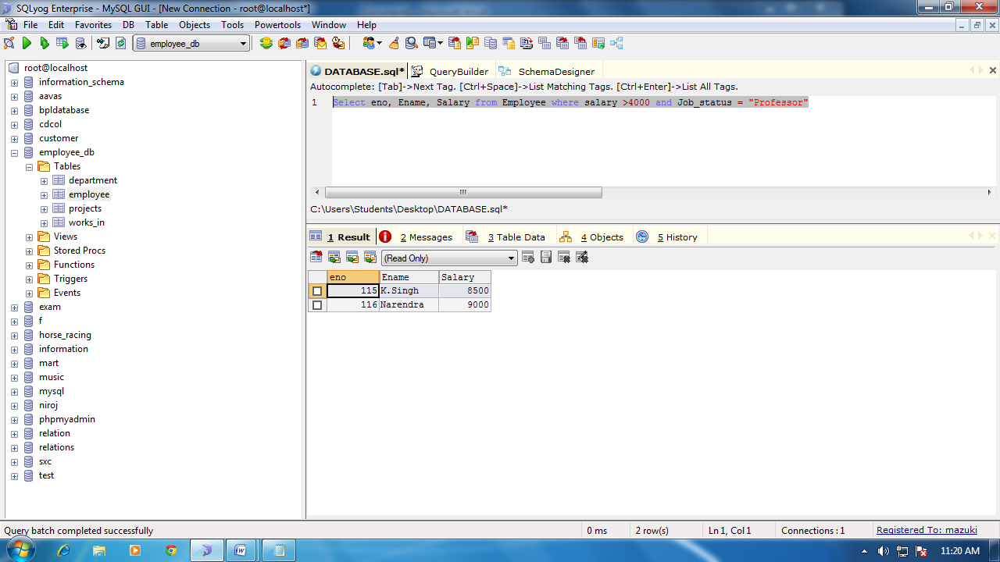 SQLyog Enterprise - MySQL GUI - [New Connection - root@localhost*]
File Edit Favorites DB Table Objects Tools Powertools Window Help
employee_db
root@localhost
information_schema
aavas
bpldatabase
cdcol
customer
employee_db
Tables
department
employee
projects
works_in
Views
Stored Procs
Functions
Triggers
Events
exam
f
horse_racing
information
mart
music
mysql
niroj
phpmyadmin
relation
relations
sxc
test
DATABASE.sql* QueryBuilder SchemaDesigner
Autocomplete: [Tab]->Next Tag. [Ctrl+Space]->List Matching Tags. [Ctrl+Enter]->List All Tags.
1 Select eno, Ename, Salary from Employee where salary >4000 and Job_status = "Professor"
C:\Users\Students\Desktop\DATABASE.sql*
1 Result 2 Messages 3 Table Data 4 Objects 5 History
(Read Only)
eno Ename Salary
115 K.Singh 8500
116 Narendra 9000
Query batch completed successfully 0 ms 2 row(s) Ln 1, Col 1 Connections : 1 Registered To: mazuki
11:20 AM